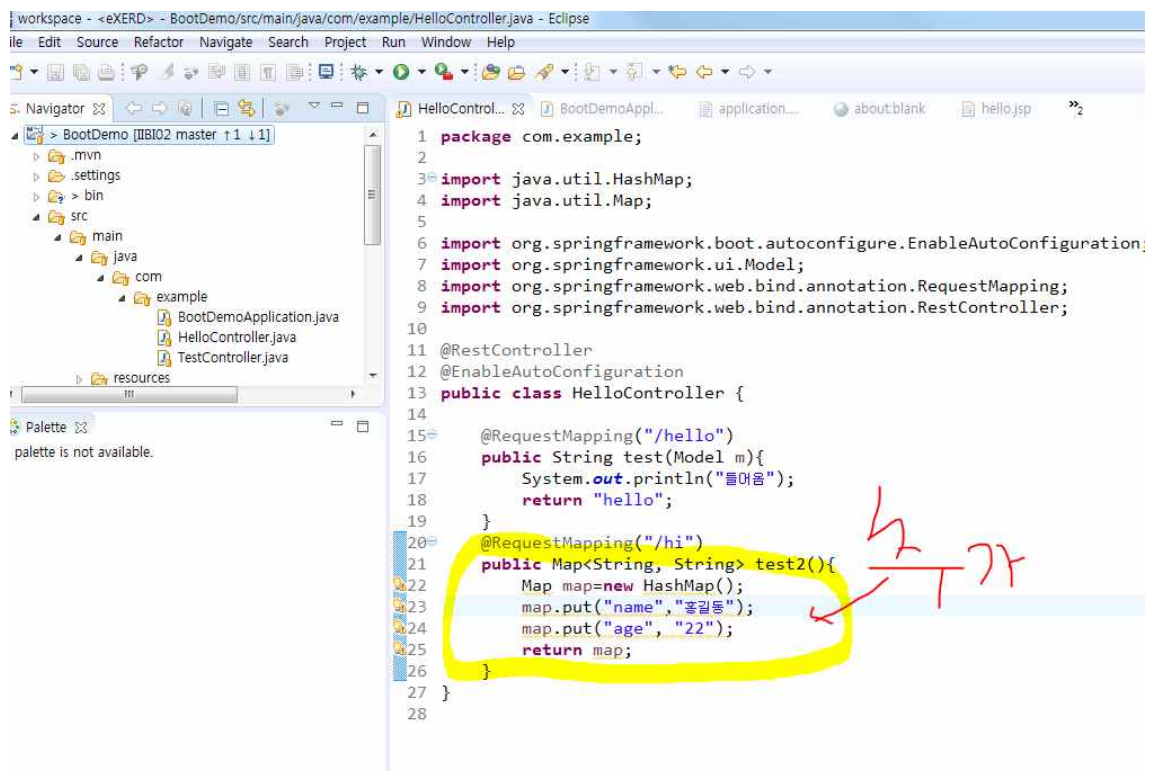 workspace - <eXERD> - BootDemo/src/main/java/com/example/HelloController.java - Eclipse
ile Edit Source Refactor Navigate Search Project Run Window Help
Navigator
> BootDemo [IIBI02 master ↑1 ↓1]
.mvn
.settings
> bin
src
main
java
com
example
BootDemoApplication.java
HelloController.java
TestController.java
resources
Palette
palette is not available.
HelloControl... BootDemoAppl... application.... about:blank hello.jsp »2
1 package com.example;
2
3 import java.util.HashMap;
4 import java.util.Map;
5
6 import org.springframework.boot.autoconfigure.EnableAutoConfiguration;
7 import org.springframework.ui.Model;
8 import org.springframework.web.bind.annotation.RequestMapping;
9 import org.springframework.web.bind.annotation.RestController;
10
11 @RestController
12 @EnableAutoConfiguration
13 public class HelloController {
14
15 @RequestMapping("/hello")
16 public String test(Model m){
17 System.out.println("들어옴");
18 return "hello";
19 }
20 @RequestMapping("/hi")
21 public Map<String, String> test2(){
22 Map map=new HashMap();
23 map.put("name","홍길동");
24 map.put("age", "22");
25 return map;
26 }
27 }
28
추가